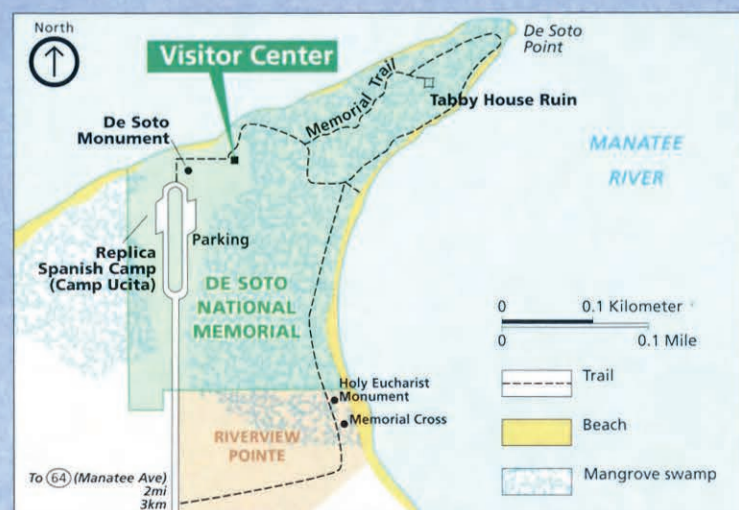 North
De Soto
Point
Visitor Center
Memorial Trail
Tabby House Ruin
De Soto
Monument
MANATEE
RIVER
Parking
Replica
Spanish Camp
(Camp Ucita)
DE SOTO
NATIONAL
MEMORIAL
0 0.1 Kilometer
0 0.1 Mile
Trail
Holy Eucharist
Monument
Memorial Cross
Beach
RIVERVIEW
POINTE
Mangrove swamp
To 64 (Manatee Ave)
2mi
3km